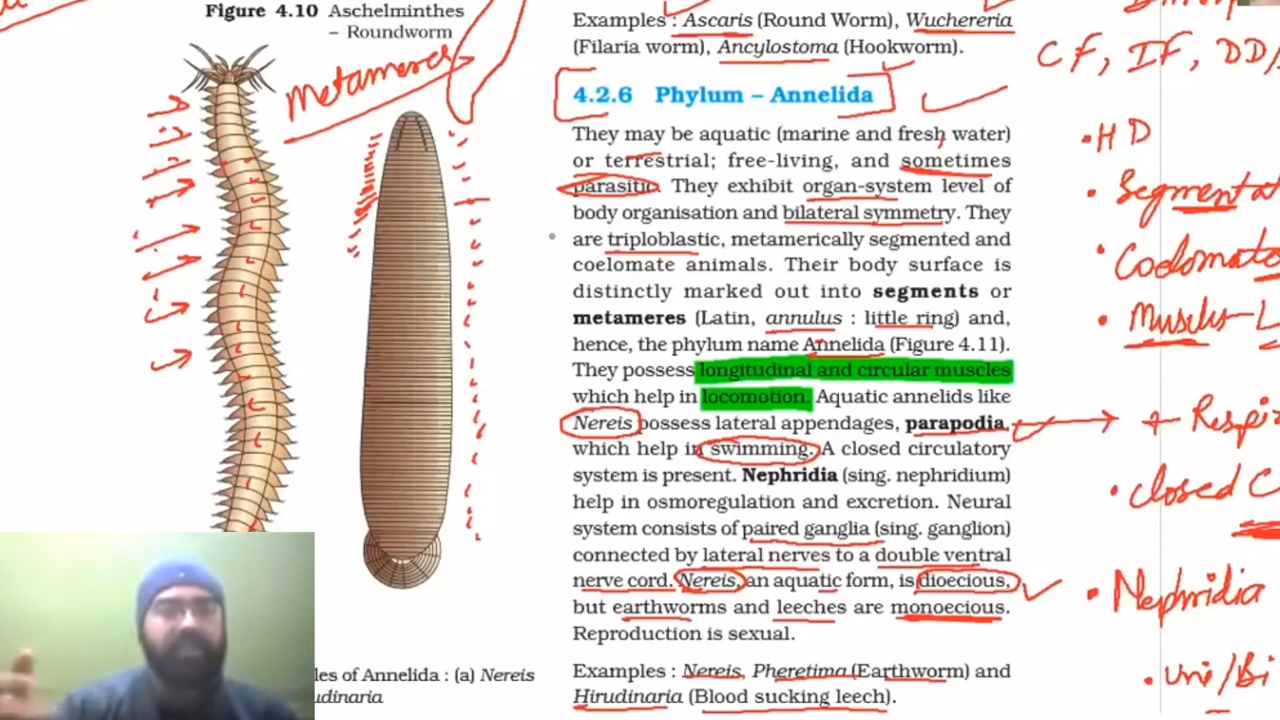 Figure 4.10 Aschelminthes
– Roundworm
metameres
Examples : Ascaris (Round Worm), Wuchereria
(Filaria worm), Ancylostoma (Hookworm).
4.2.6 Phylum – Annelida
They may be aquatic (marine and fresh water)
or terrestrial; free-living, and sometimes
parasitic. They exhibit organ-system level of
body organisation and bilateral symmetry. They
are triploblastic, metamerically segmented and
coelomate animals. Their body surface is
distinctly marked out into segments or
metameres (Latin, annulus : little ring) and,
hence, the phylum name Annelida (Figure 4.11).
They possess longitudinal and circular muscles
which help in locomotion. Aquatic annelids like
Nereis possess lateral appendages, parapodia,
which help in swimming. A closed circulatory
system is present. Nephridia (sing. nephridium)
help in osmoregulation and excretion. Neural
system consists of paired ganglia (sing. ganglion)
connected by lateral nerves to a double ventral
nerve cord. Nereis, an aquatic form, is dioecious,
but earthworms and leeches are monoecious.
Reproduction is sexual.
Examples : Nereis, Pheretima (Earthworm) and
Hirudinaria (Blood sucking leech).
les of Annelida : (a) Nereis
udinaria
CF, IF, DD/
• HD
• Segmentat
• Coelomate
• Muscles-L
→ + Respi
• closed C
• Nephridia
• Uni/Bi